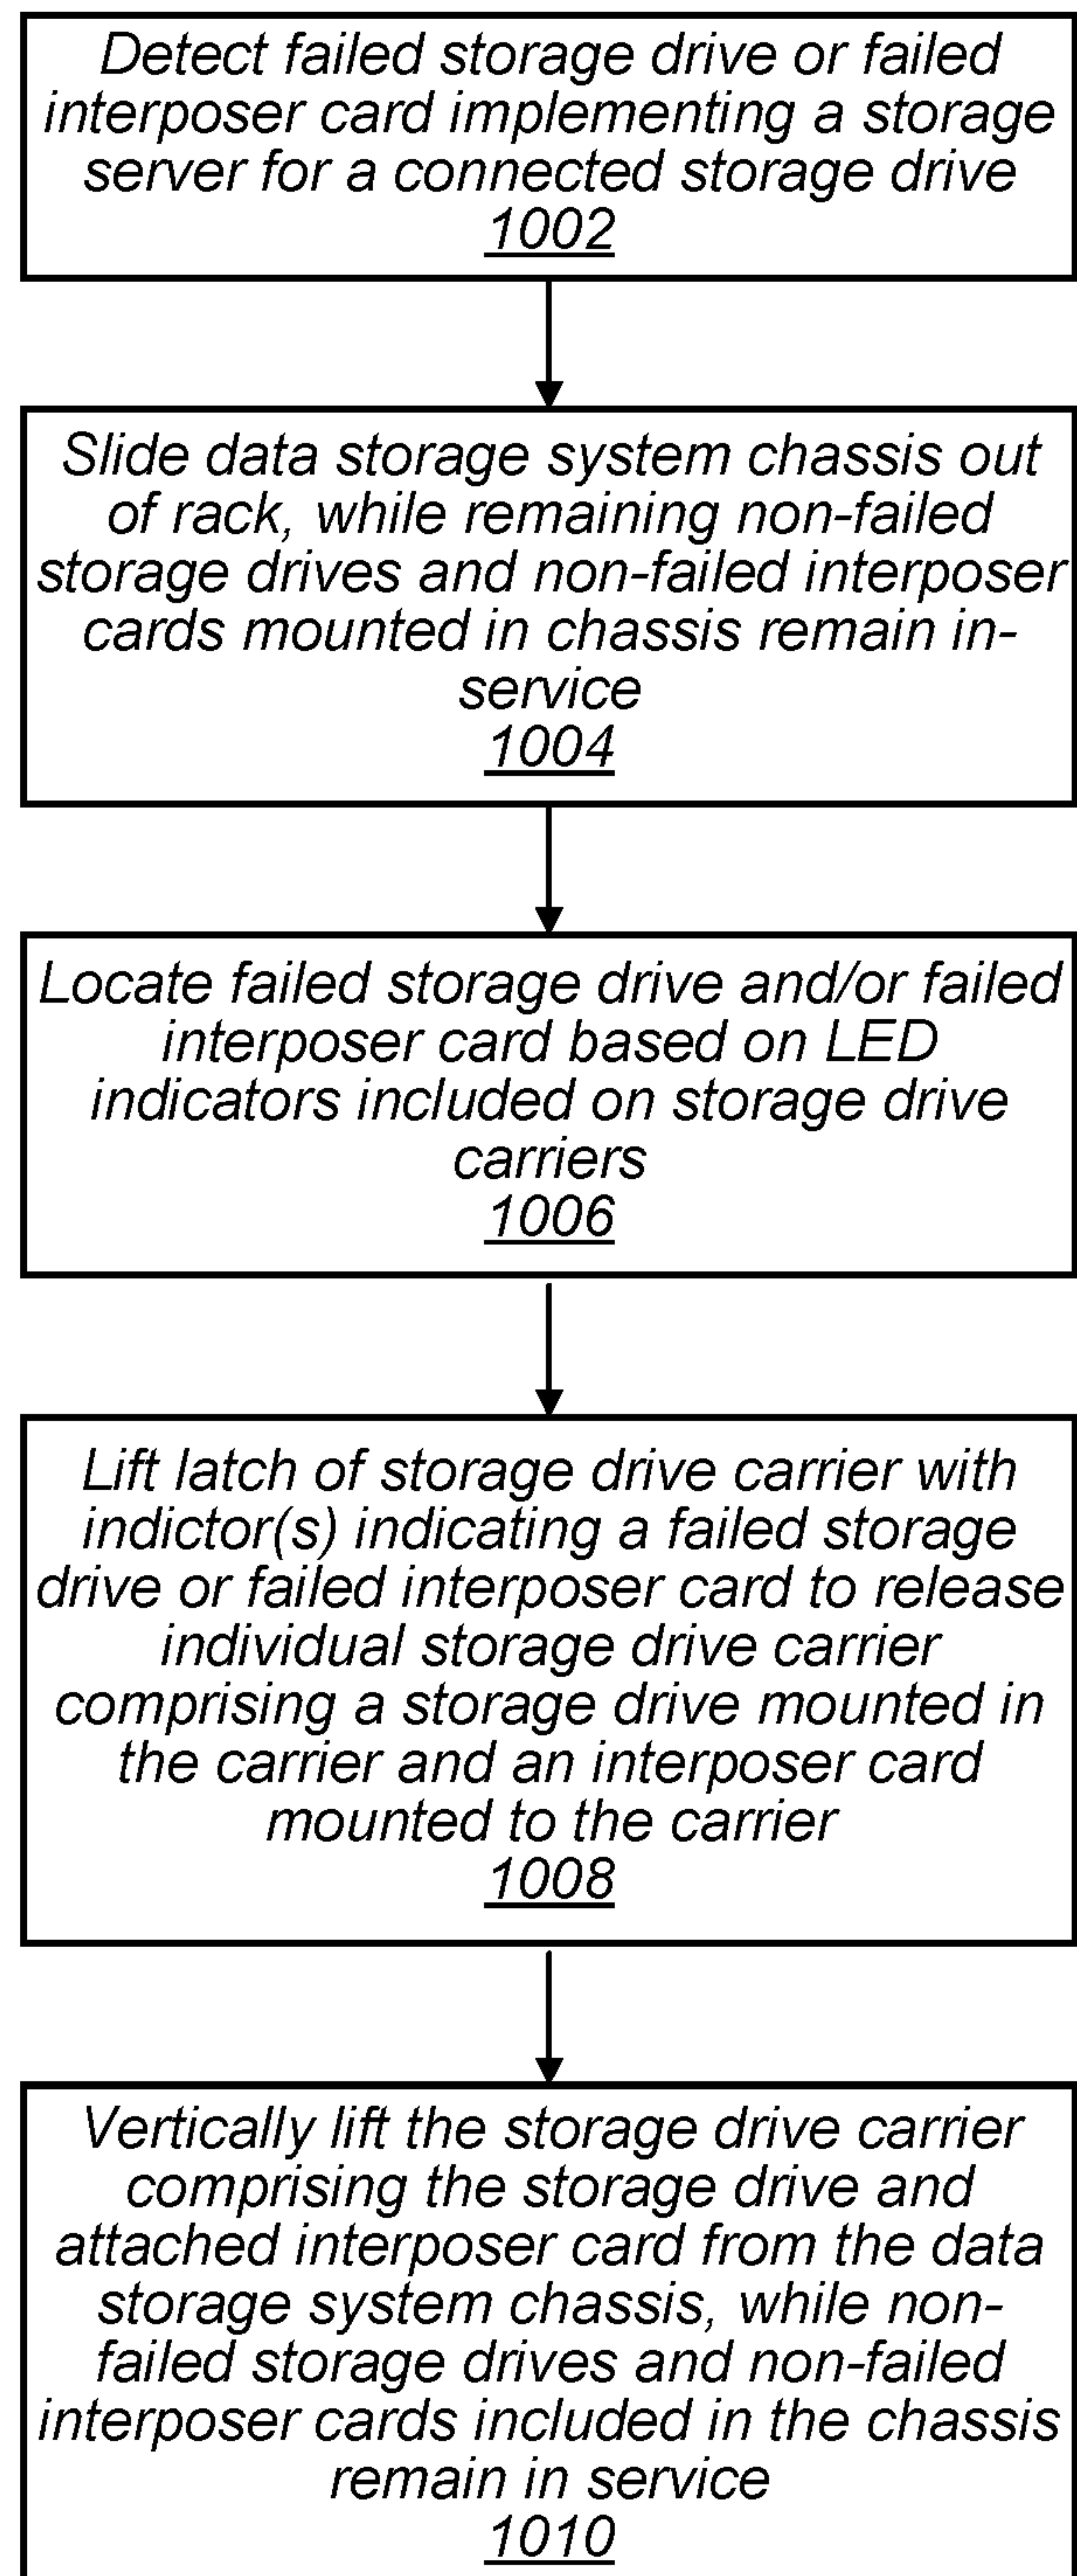 Detect failed storage drive or failed
interposer card implementing a storage
server for a connected storage drive
1002
Slide data storage system chassis out
of rack, while remaining non-failed
storage drives and non-failed interposer
cards mounted in chassis remain in-
service
1004
Locate failed storage drive and/or failed
interposer card based on LED
indicators included on storage drive
carriers
1006
Lift latch of storage drive carrier with
indictor(s) indicating a failed storage
drive or failed interposer card to release
individual storage drive carrier
comprising a storage drive mounted in
the carrier and an interposer card
mounted to the carrier
1008
Vertically lift the storage drive carrier
comprising the storage drive and
attached interposer card from the data
storage system chassis, while non-
failed storage drives and non-failed
interposer cards included in the chassis
remain in service
1010